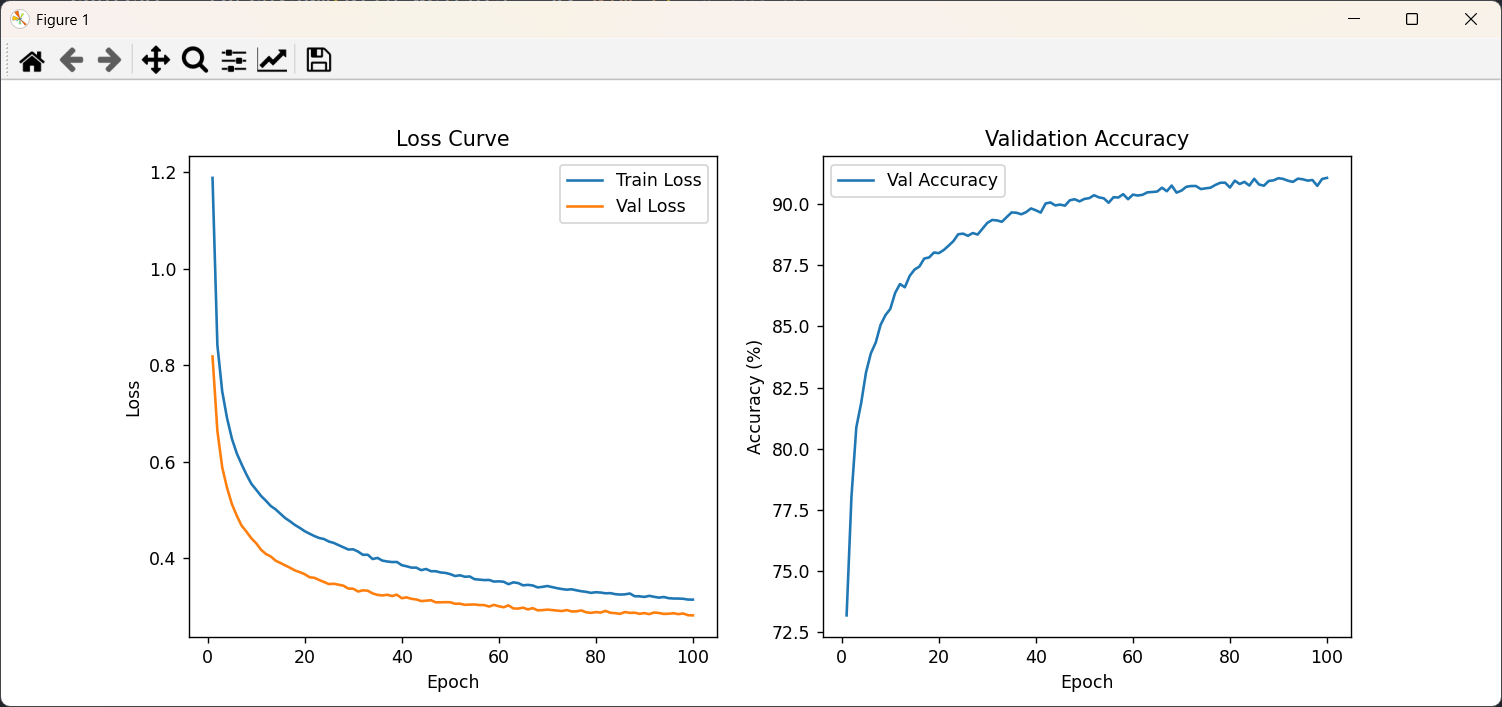 Figure 1
Loss Curve
Train Loss
Val Loss
1.2
1.0
0.8
0.6
0.4
Loss
0 20 40 60 80 100
Epoch
Validation Accuracy
Val Accuracy
90.0
87.5
85.0
82.5
80.0
77.5
75.0
72.5
Accuracy (%)
0 20 40 60 80 100
Epoch